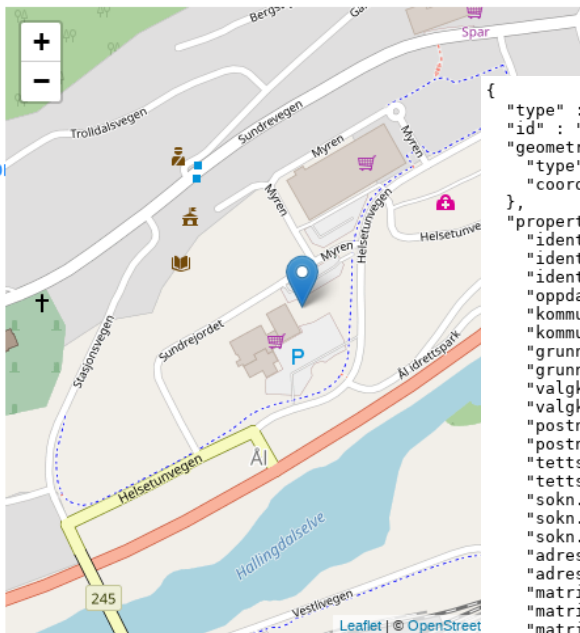 +
−
Spar
Trolldalsvegen
Sundrevegen
Myren
Myren
Myren
Helsetunvegen
Myren
Sundrejordet
Stasjonsvegen
P
Ål idrettspark
Ål
Helsetunvegen
Hallingdalselve
245
Vestlivegen
Leaflet | © OpenStreet
{
"type" :
"id" : "
"geometr
"type"
"coord
},
"propert
"ident
"ident
"ident
"oppda
"kommu
"kommu
"grunn
"grunn
"valgk
"valgk
"postn
"postn
"tetts
"tetts
"sokn.
"sokn.
"sokn.
"adres
"adres
"matri
"matri
"matri